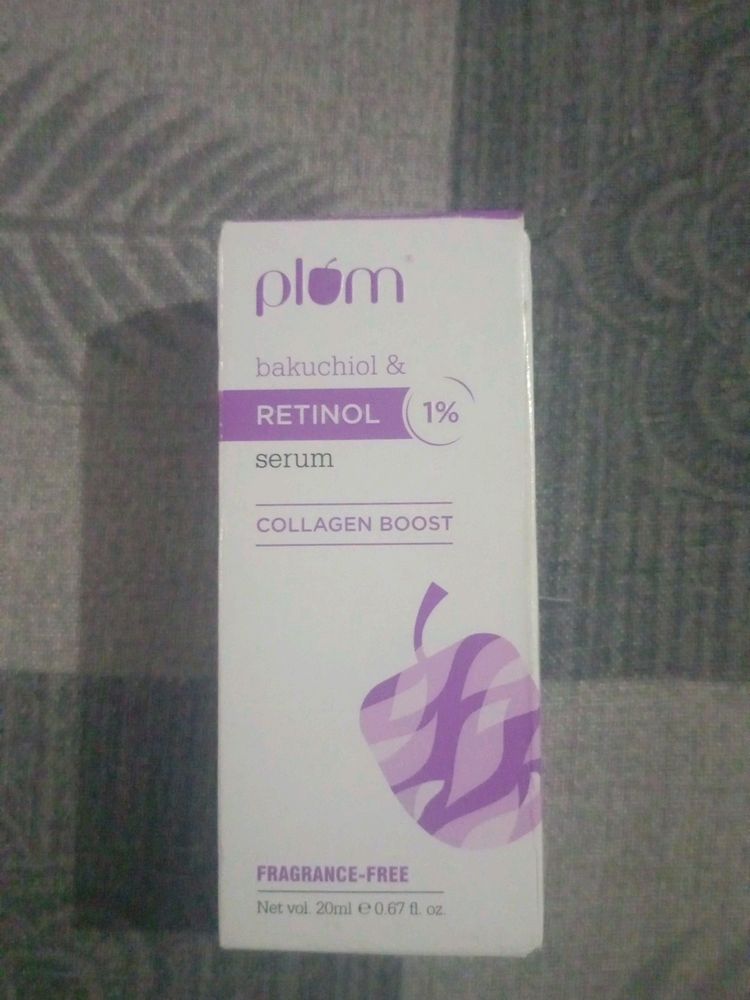 plum®
bakuchiol &
RETINOL 1%
serum
COLLAGEN BOOST
FRAGRANCE-FREE
Net vol. 20ml ℮ 0.67 fl. oz.